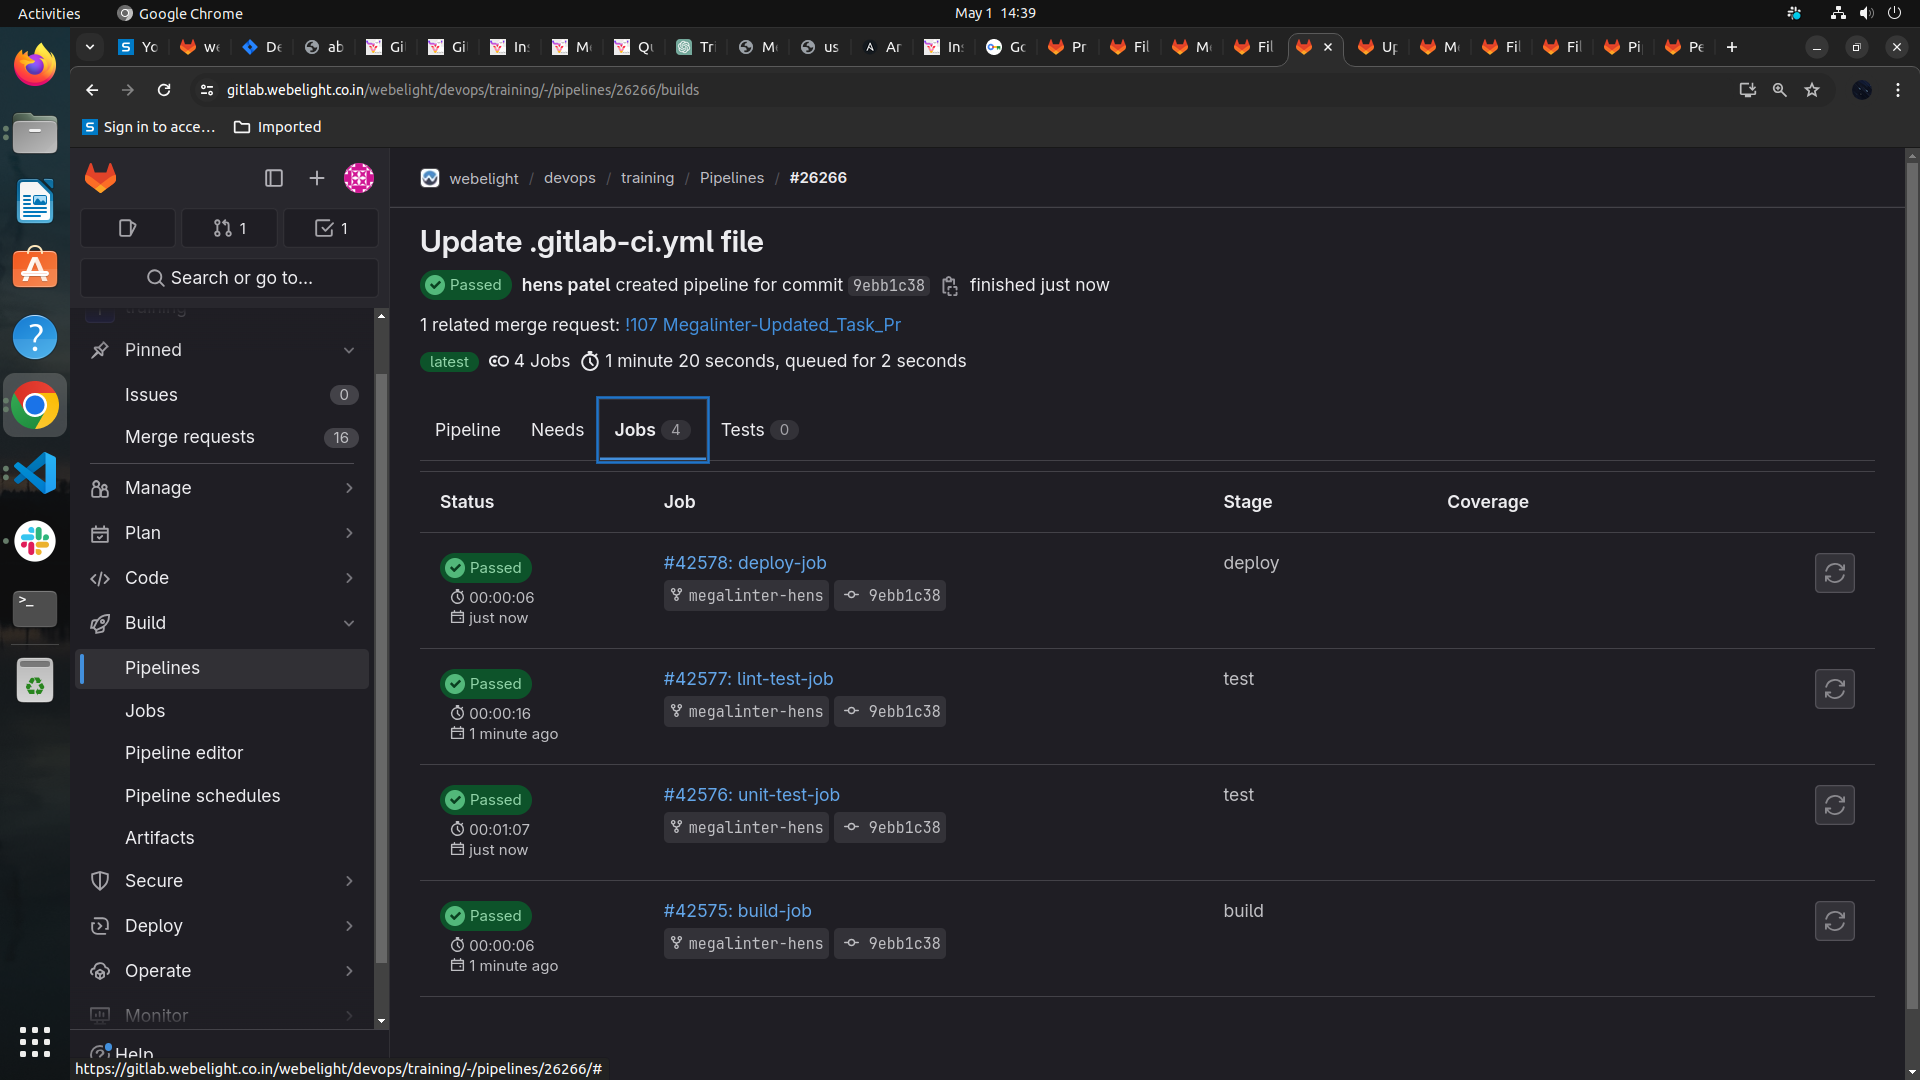 Activities
Google Chrome
May 1 14:39
Yo
we
De
ab
Gi
Gi
Ins
Me
Qu
Tri
Me
us
Ar
Ins
Go
Pr
Fil
Me
Fil
Up
Me
Fil
Fil
Pi
Pe
gitlab.webelight.co.in/webelight/devops/training/-/pipelines/26266/builds
Sign in to acce...
Imported
1
1
Search or go to...
training
Pinned
Issues 0
Merge requests 16
Manage
Plan
Code
Build
Pipelines
Jobs
Pipeline editor
Pipeline schedules
Artifacts
Secure
Deploy
Operate
Monitor
Help
webelight / devops / training / Pipelines / #26266
Update .gitlab-ci.yml file
Passed hens patel created pipeline for commit 9ebb1c38 finished just now
1 related merge request: !107 Megalinter-Updated_Task_Pr
latest 4 Jobs 1 minute 20 seconds, queued for 2 seconds
Pipeline Needs Jobs 4 Tests 0
Status Job Stage Coverage
Passed #42578: deploy-job deploy
00:00:06 megalinter-hens 9ebb1c38
just now
Passed #42577: lint-test-job test
00:00:16 megalinter-hens 9ebb1c38
1 minute ago
Passed #42576: unit-test-job test
00:01:07 megalinter-hens 9ebb1c38
just now
Passed #42575: build-job build
00:00:06 megalinter-hens 9ebb1c38
1 minute ago
https://gitlab.webelight.co.in/webelight/devops/training/-/pipelines/26266/#